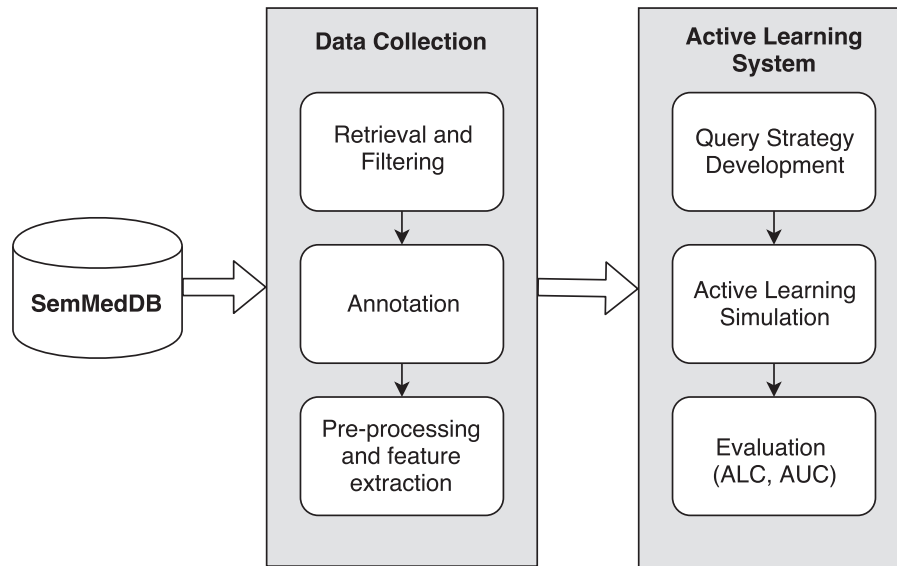 SemMedDB
Data Collection
Retrieval and
Filtering
Annotation
Pre-processing
and feature
extraction
Active Learning
System
Query Strategy
Development
Active Learning
Simulation
Evaluation
(ALC, AUC)